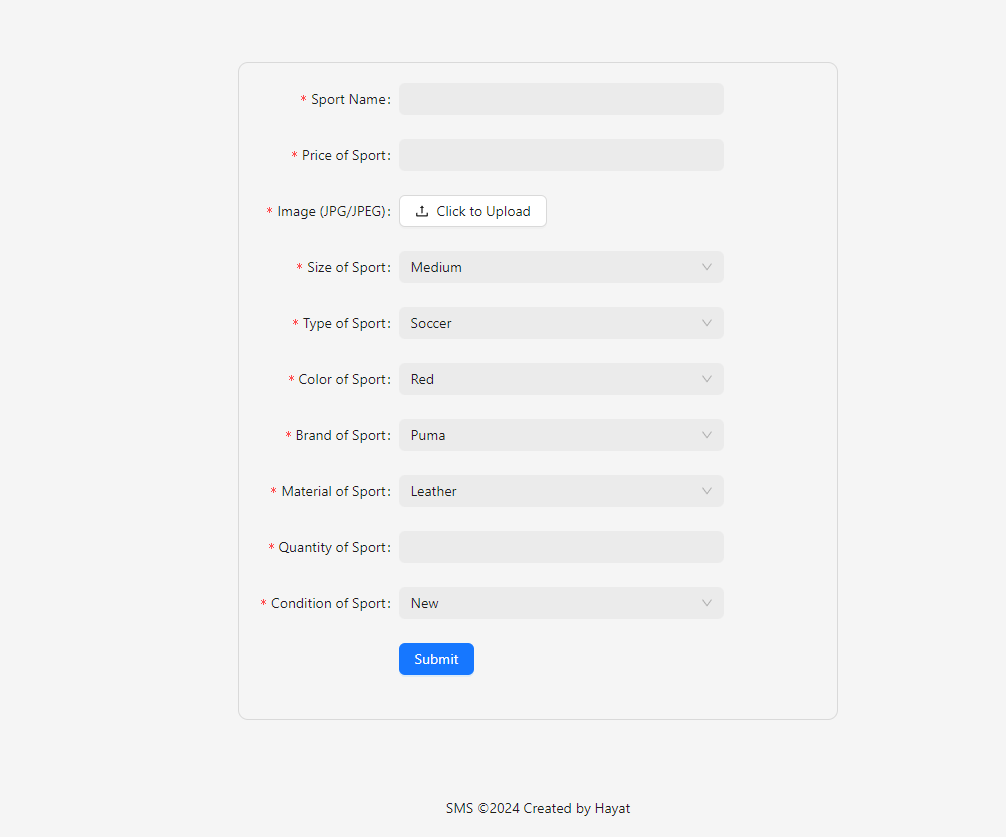 * Sport Name:
* Price of Sport:
* Image (JPG/JPEG): Click to Upload
* Size of Sport: Medium
* Type of Sport: Soccer
* Color of Sport: Red
* Brand of Sport: Puma
* Material of Sport: Leather
* Quantity of Sport:
* Condition of Sport: New
Submit
SMS ©2024 Created by Hayat